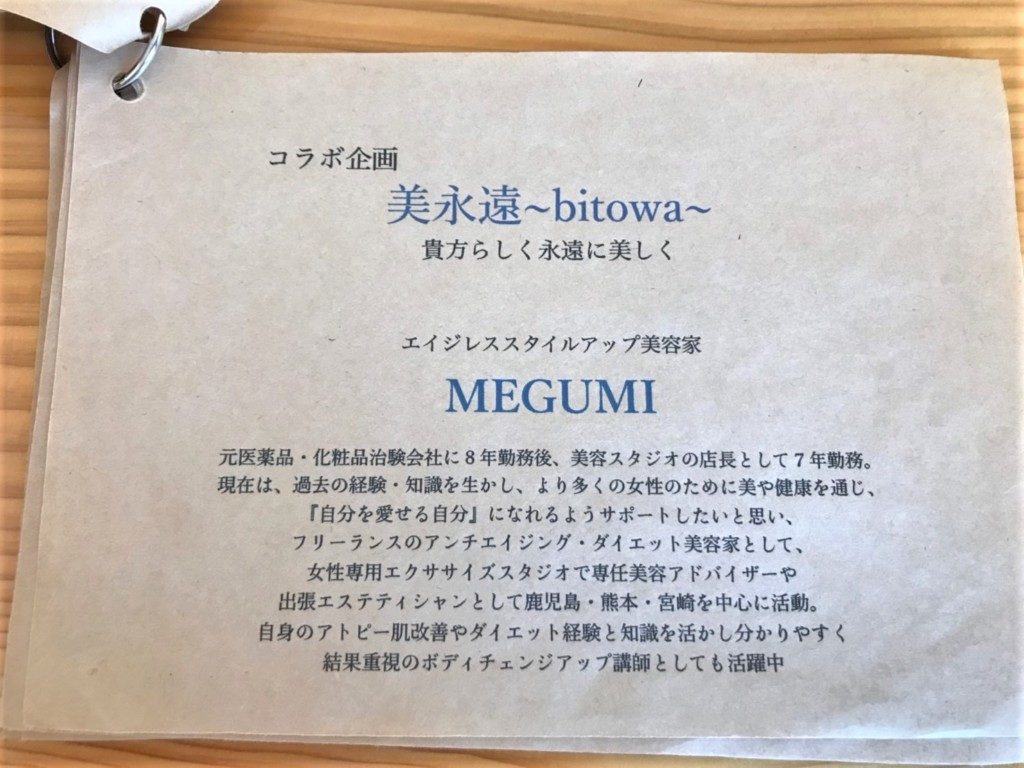 コラボ企画
美永遠~bitowa~
貴方らしく永遠に美しく
エイジレススタイルアップ美容家
MEGUMI
元医薬品・化粧品治験会社に8年勤務後、美容スタジオの店長として7年勤務。
現在は、過去の経験・知識を生かし、より多くの女性のために美や健康を通じ、
『自分を愛せる自分』になれるようサポートしたいと思い、
フリーランスのアンチエイジング・ダイエット美容家として、
女性専用エクササイズスタジオで専任美容アドバイザーや
出張エステティシャンとして鹿児島・熊本・宮崎を中心に活動。
自身のアトピー肌改善やダイエット経験と知識を活かし分かりやすく
結果重視のボディチェンジアップ講師としても活躍中